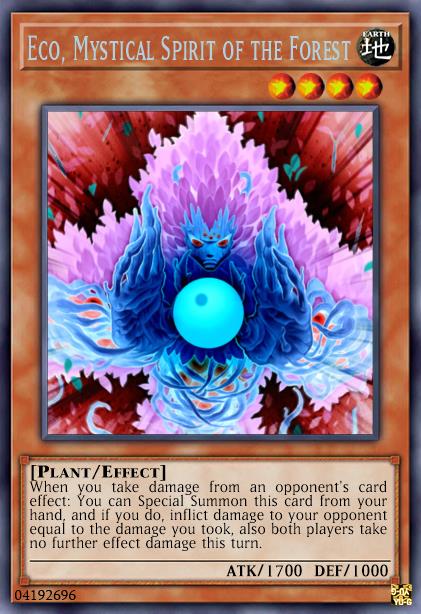 Eco, Mystical Spirit of the Forest
EARTH
地
[Plant/Effect]
When you take damage from an opponent's card
effect: You can Special Summon this card from your
hand, and if you do, inflict damage to your opponent
equal to the damage you took, also both players take
no further effect damage this turn.
ATK/1700 DEF/1000
04192696